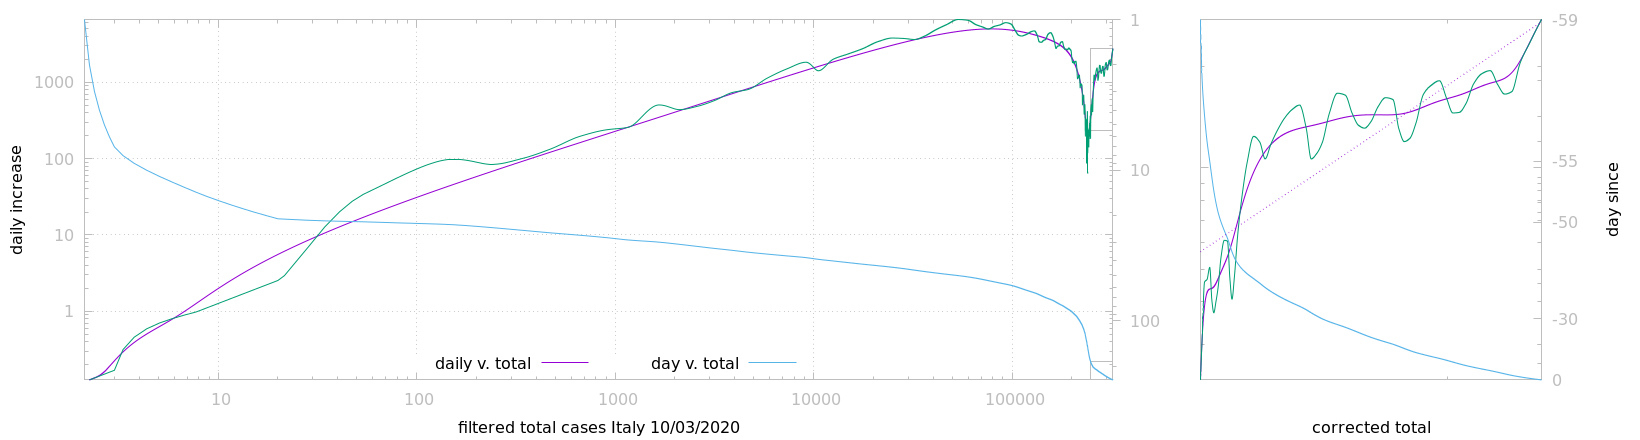 daily increase
1000
100
10
1
1
10
100
daily v. total
day v. total
10
100
1000
10000
100000
filtered total cases Italy 10/03/2020
-59
-55
-50
-30
0
day since
corrected total